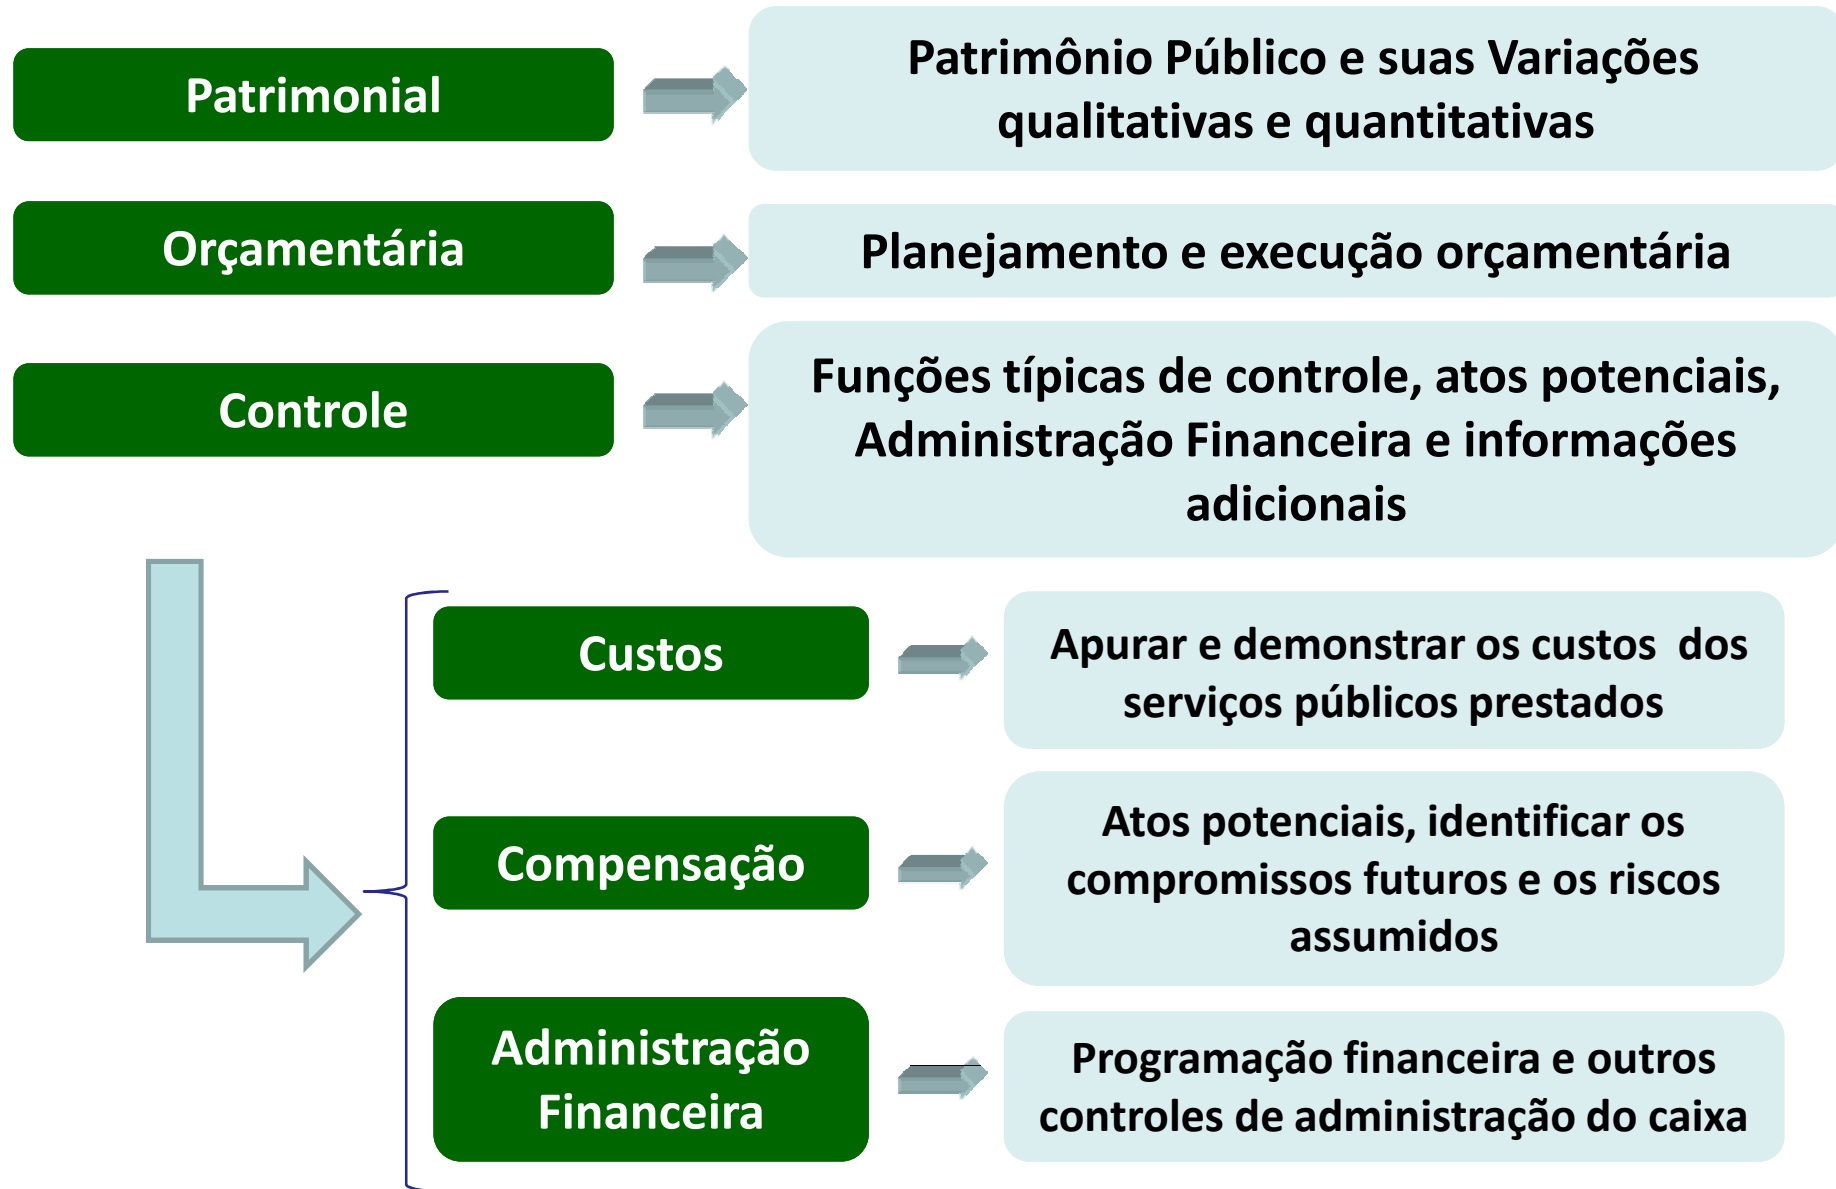 Patrimonial
Patrimônio Público e suas Variações
qualitativas e quantitativas
Orçamentária
Planejamento e execução orçamentária
Controle
Funções típicas de controle, atos potenciais,
Administração Financeira e informações
adicionais
Custos
Apurar e demonstrar os custos  dos
serviços públicos prestados
Compensação
Atos potenciais, identificar os
compromissos futuros e os riscos
assumidos
Administração
Financeira
Programação financeira e outros
controles de administração do caixa